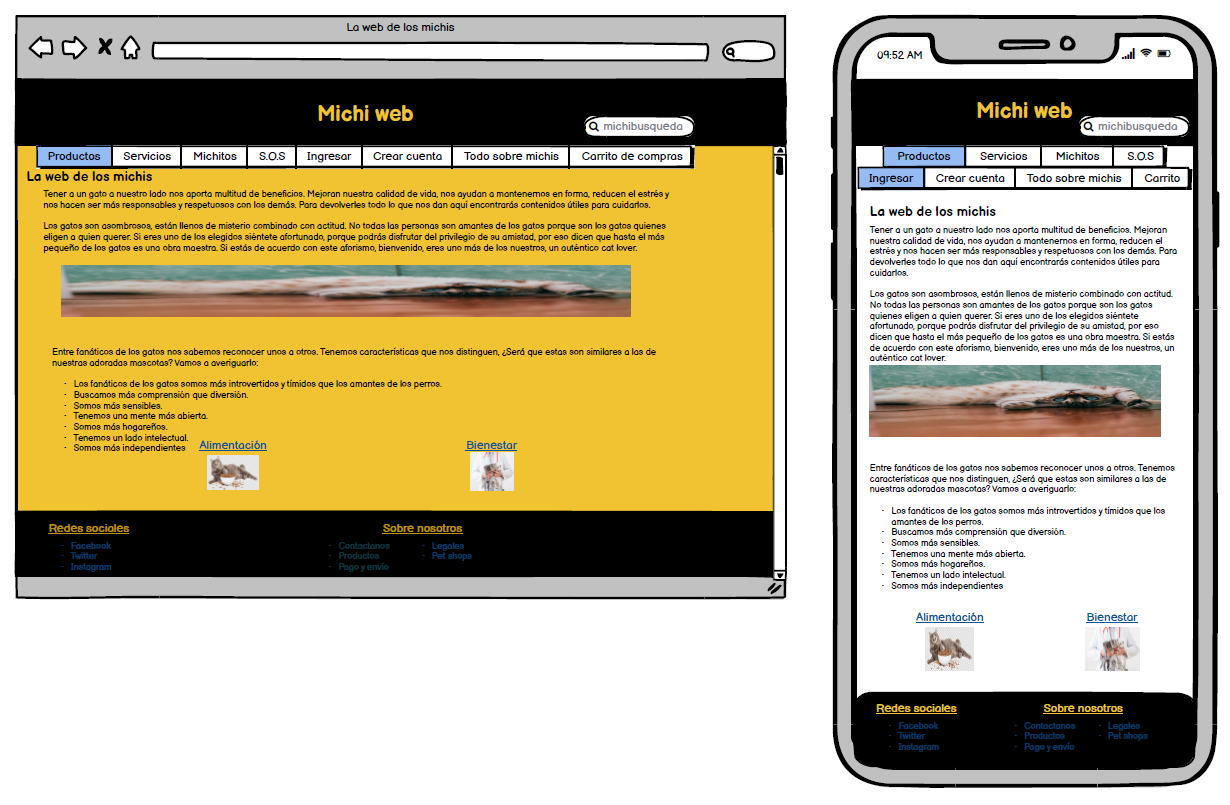 La web de los michis
Michi web
michibusqueda
Productos Servicios Michitos S.O.S Ingresar Crear cuenta Todo sobre michis Carrito de compras
La web de los michis
Tener a un gato a nuestro lado nos aporta multitud de beneficios. Mejoran nuestra calidad de vida, nos ayudan a mantenernos en forma, reducen el estrés y
nos hacen ser más responsables y respetuosos con los demás. Para devolverles todo lo que nos dan aquí encontrarás contenidos útiles para cuidarlos.
Los gatos son asombrosos, están llenos de misterio combinado con actitud. No todas las personas son amantes de los gatos porque son los gatos quienes
eligen a quien querer. Si eres uno de los elegidos siéntete afortunado, porque podrás disfrutar del privilegio de su amistad, por eso dicen que hasta el más
pequeño de los gatos es una obra maestra. Si estás de acuerdo con este aforismo, bienvenido, eres uno más de los nuestros, un auténtico cat lover.
Entre fanáticos de los gatos nos sabemos reconocer unos a otros. Tenemos características que nos distinguen, ¿Será que estas son similares a las de
nuestras adoradas mascotas? Vamos a averiguarlo:
· Los fanáticos de los gatos somos más introvertidos y tímidos que los amantes de los perros.
· Buscamos más comprensión que diversión.
· Somos más sensibles.
· Tenemos una mente más abierta.
· Somos más hogareños.
· Tenemos un lado intelectual.
· Somos más independientes
Alimentación Bienestar
Redes sociales Sobre nosotros
· Facebook · Contactanos · Legales
· Twitter · Productos · Pet shops
· Instagram · Pago y envío
09:52 AM
Michi web
michibusqueda
Productos Servicios Michitos S.O.S
Ingresar Crear cuenta Todo sobre michis Carrito
La web de los michis
Tener a un gato a nuestro lado nos aporta multitud de beneficios. Mejoran
nuestra calidad de vida, nos ayudan a mantenernos en forma, reducen el
estrés y nos hacen ser más responsables y respetuosos con los demás. Para
devolverles todo lo que nos dan aquí encontrarás contenidos útiles para
cuidarlos.
Los gatos son asombrosos, están llenos de misterio combinado con actitud.
No todas las personas son amantes de los gatos porque son los gatos
quienes eligen a quien querer. Si eres uno de los elegidos siéntete
afortunado, porque podrás disfrutar del privilegio de su amistad, por eso
dicen que hasta el más pequeño de los gatos es una obra maestra. Si estás
de acuerdo con este aforismo, bienvenido, eres uno más de los nuestros, un
auténtico cat lover.
Entre fanáticos de los gatos nos sabemos reconocer unos a otros. Tenemos
características que nos distinguen, ¿Será que estas son similares a las de
nuestras adoradas mascotas? Vamos a averiguarlo:
· Los fanáticos de los gatos somos más introvertidos y tímidos que los
amantes de los perros.
· Buscamos más comprensión que diversión.
· Somos más sensibles.
· Tenemos una mente más abierta.
· Somos más hogareños.
· Tenemos un lado intelectual.
· Somos más independientes
Alimentación Bienestar
Redes sociales Sobre nosotros
· Facebook · Contactanos · Legales
· Twitter · Productos · Pet shops
· Instagram · Pago y envío